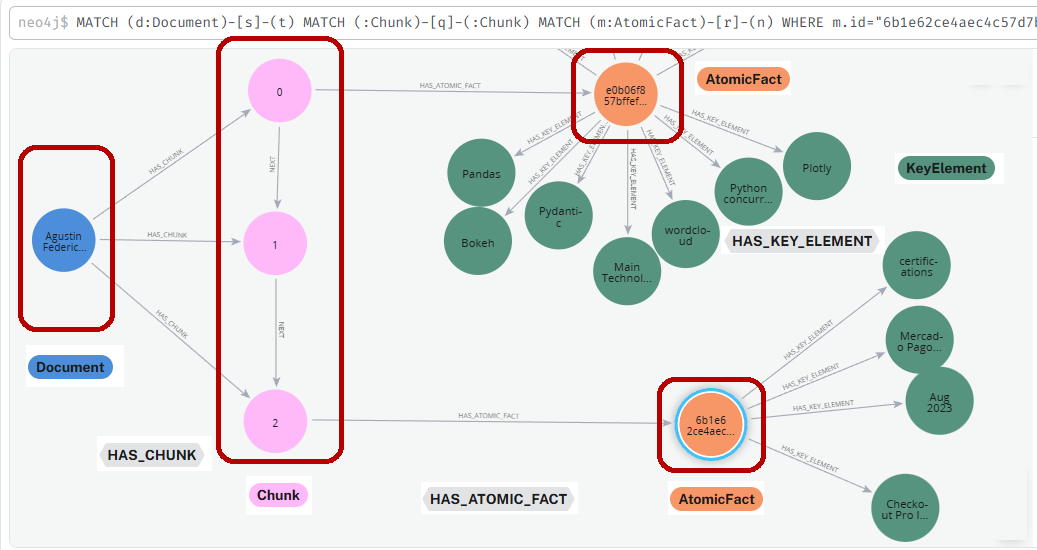 neo4j$ MATCH (d:Document)-[s]-(t) MATCH (:Chunk)-[q]-(:Chunk) MATCH (m:AtomicFact)-[r]-(n) WHERE m.id="6b1e62ce4aec4c57d7b
0
HAS_ATOMIC_FACT
e0b06f8
57bffef...
AtomicFact
HAS_CHUNK
NEXT
HAS_KEY_ELEMENT
HAS_KEY_ELEMENT
HAS_KEY_ELEMEN...
HAS_KEY_ELEMENT
HAS_KEY_ELEMENT
HAS_KEY_ELEMENT
HAS_KEY_ELEMENT
Pandas
Bokeh
Pydanti-
c
Main
Technol...
wordclo-
ud
Python
concurr...
Plotly
KeyElement
HAS_KEY_ELEMENT
Agustin
Federic...
HAS_CHUNK
1
Document
HAS_CHUNK
NEXT
2
HAS_ATOMIC_FACT
6b1e6
2ce4aec...
HAS_KEY_ELEMENT
HAS_KEY_ELEMENT
HAS_KEY_ELEMENT
HAS_KEY_ELEMENT
certific-
ations
Mercad-
o Pago...
Aug
2023
Checko-
ut Pro I...
HAS_CHUNK
Chunk
HAS_ATOMIC_FACT
AtomicFact